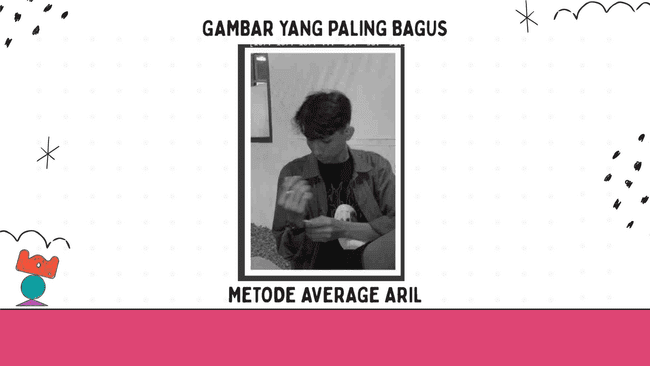 GAMBAR YANG PALING BAGUS
METODE AVERAGE ARIL